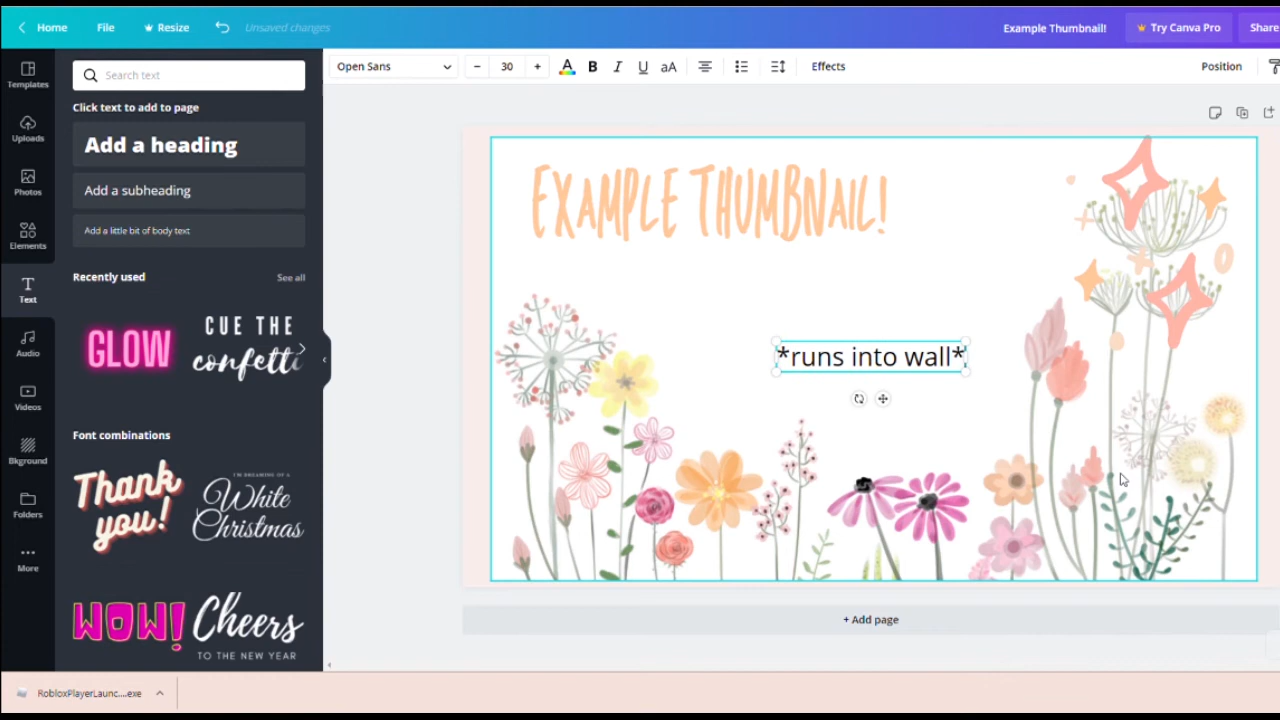 Home File Resize Unsaved changes Example Thumbnail! Try Canva Pro Share
Templates
Uploads
Photos
Elements
Text
Audio
Videos
Bkground
Folders
More
Search text
Click text to add to page
Add a heading
Add a subheading
Add a little bit of body text
Recently used See all
GLOW
CUE THE
confetti
Font combinations
Thank
you!
I'M DREAMING OF A
White
Christmas
WOW!
Cheers
TO THE NEW YEAR
Open Sans - 30 + A B I U aA Effects Position
EXAMPLE THUMBNAIL!
*runs into wall*
+ Add page
RobloxPlayerLaunc....exe